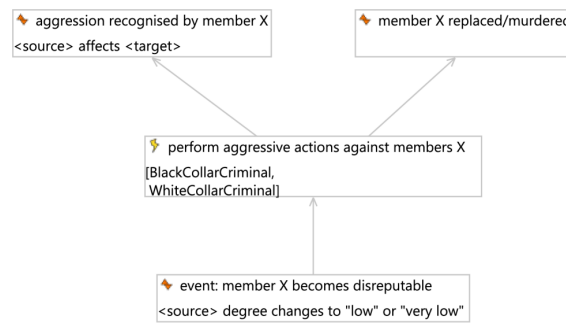 aggression recognised by member X
<source> affects <target>
member X replaced/murdered
perform aggressive actions against members X
[BlackCollarCriminal,
WhiteCollarCriminal]
event: member X becomes disreputable
<source> degree changes to "low" or "very low"